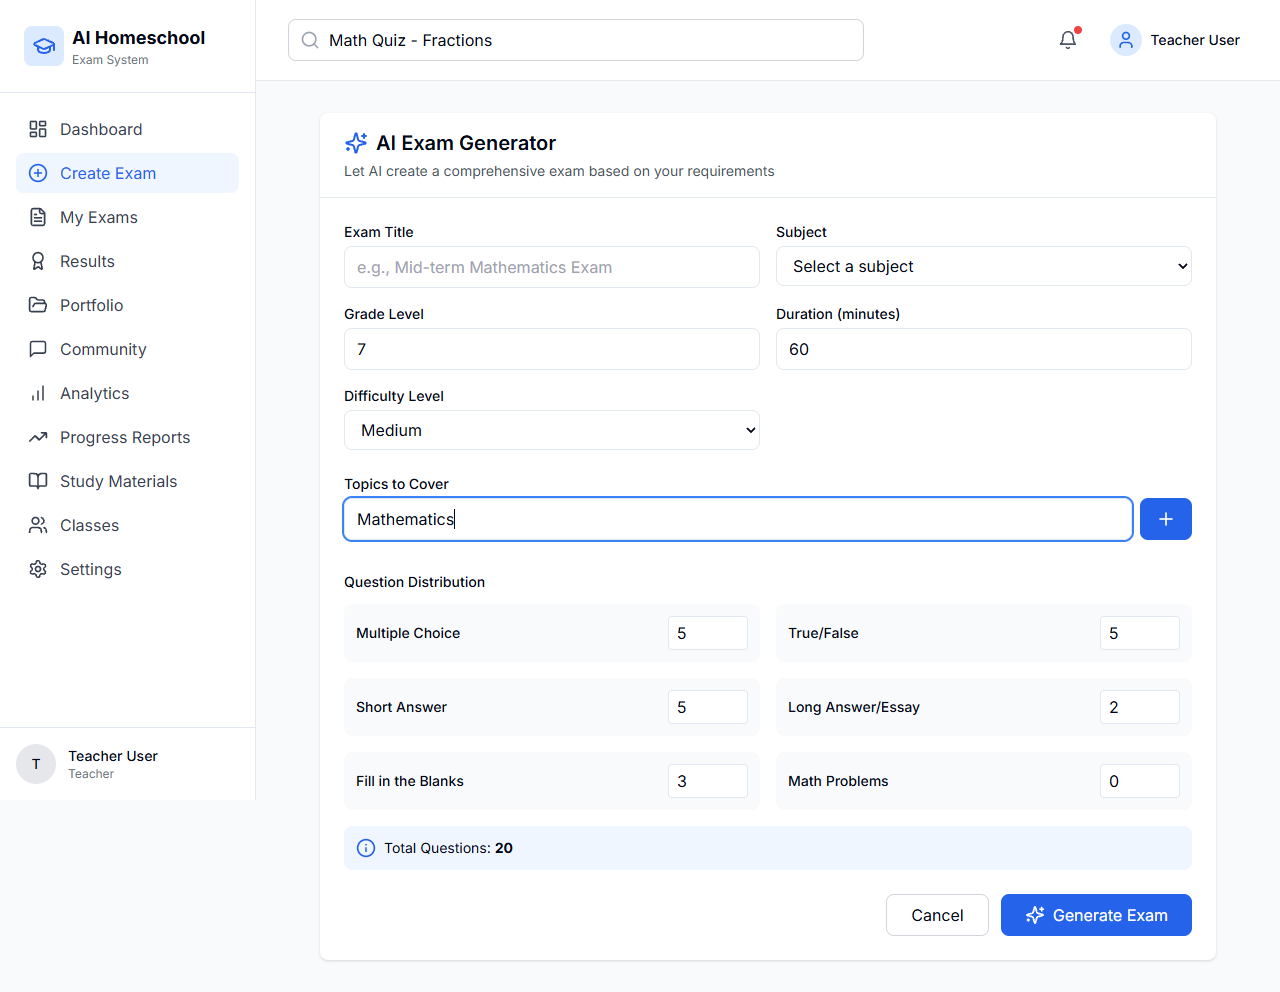 AI Homeschool
Exam System
Dashboard
Create Exam
My Exams
Results
Portfolio
Community
Analytics
Progress Reports
Study Materials
Classes
Settings
T
Teacher User
Teacher
Math Quiz - Fractions
Teacher User
AI Exam Generator
Let AI create a comprehensive exam based on your requirements
Exam Title
e.g., Mid-term Mathematics Exam
Subject
Select a subject
Grade Level
7
Duration (minutes)
60
Difficulty Level
Medium
Topics to Cover
Mathematics
Question Distribution
Multiple Choice 5
True/False 5
Short Answer 5
Long Answer/Essay 2
Fill in the Blanks 3
Math Problems 0
Total Questions: 20
Cancel
Generate Exam